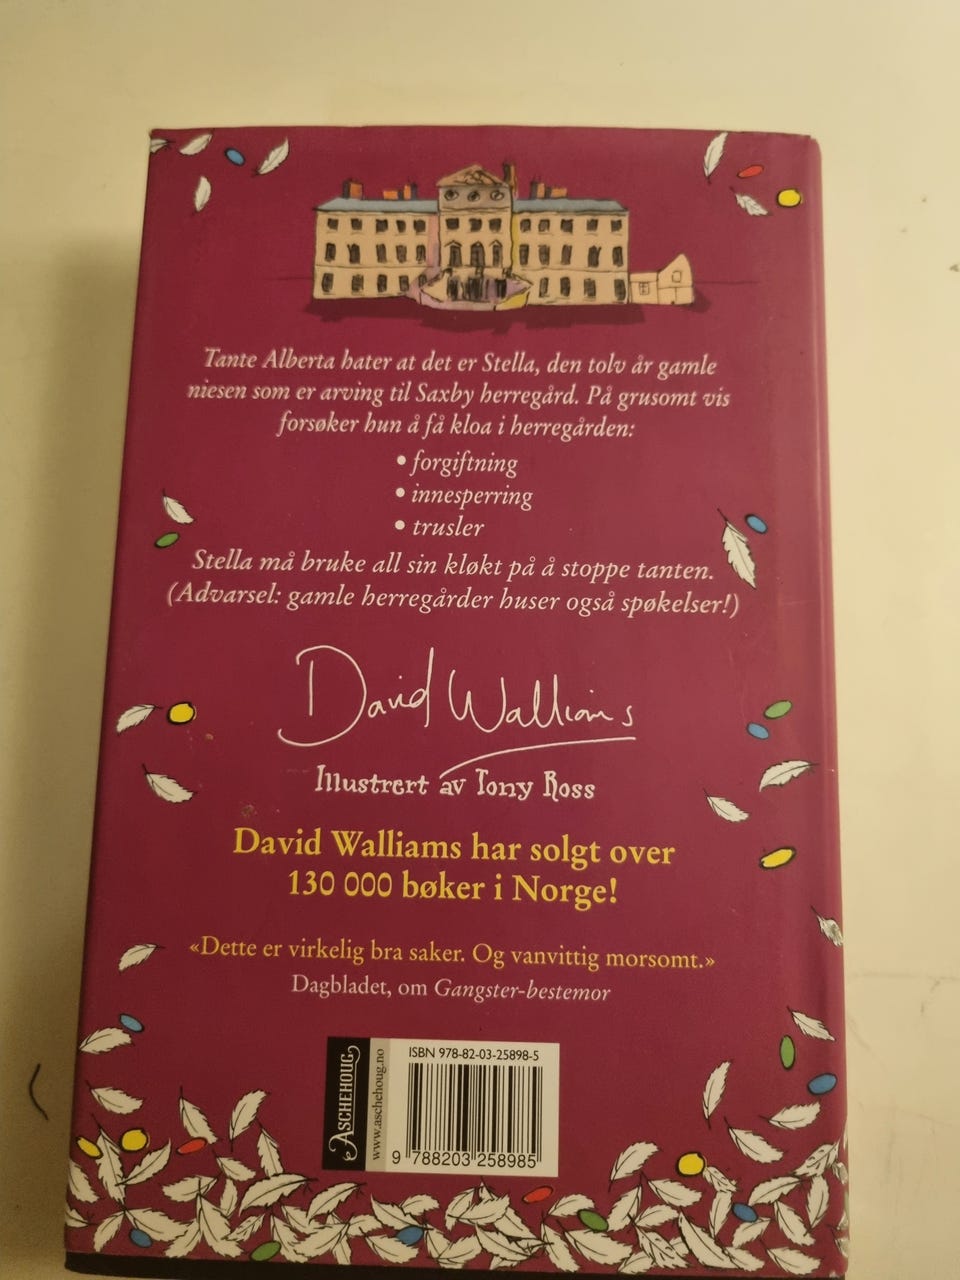 Tante Alberta hater at det er Stella, den tolv år gamle
niesen som er arving til Saxby herregård. På grusomt vis
forsøker hun å få kloa i herregården:
• forgiftning
• innesperring
• trusler
Stella må bruke all sin kløkt på å stoppe tanten.
(Advarsel: gamle herregårder huser også spøkelser!)
David Walliams
Illustrert av Tony Ross
David Walliams har solgt over
130 000 bøker i Norge!
«Dette er virkelig bra saker. Og vanvittig morsomt.»
Dagbladet, om Gangster-bestemor
ASCHEHOUG
www.aschehoug.no
ISBN 978-82-03-25898-5
9 788203 258985